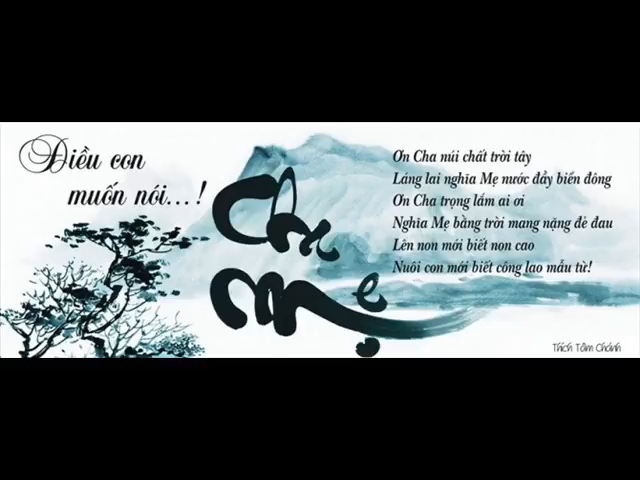 Điều con
muốn nói...!
Cha
Mẹ
Ơn Cha núi chất trời tây
Láng lai nghĩa Mẹ mước đầy biển đông
Ơn Cha trọng lắm ai ơi
Nghĩa Mẹ bằng trời mang nặng đẻ đau
Lên non mới biết non cao
Nuôi con mới biết công lao mẫu từ!
Thích Tâm Chánh